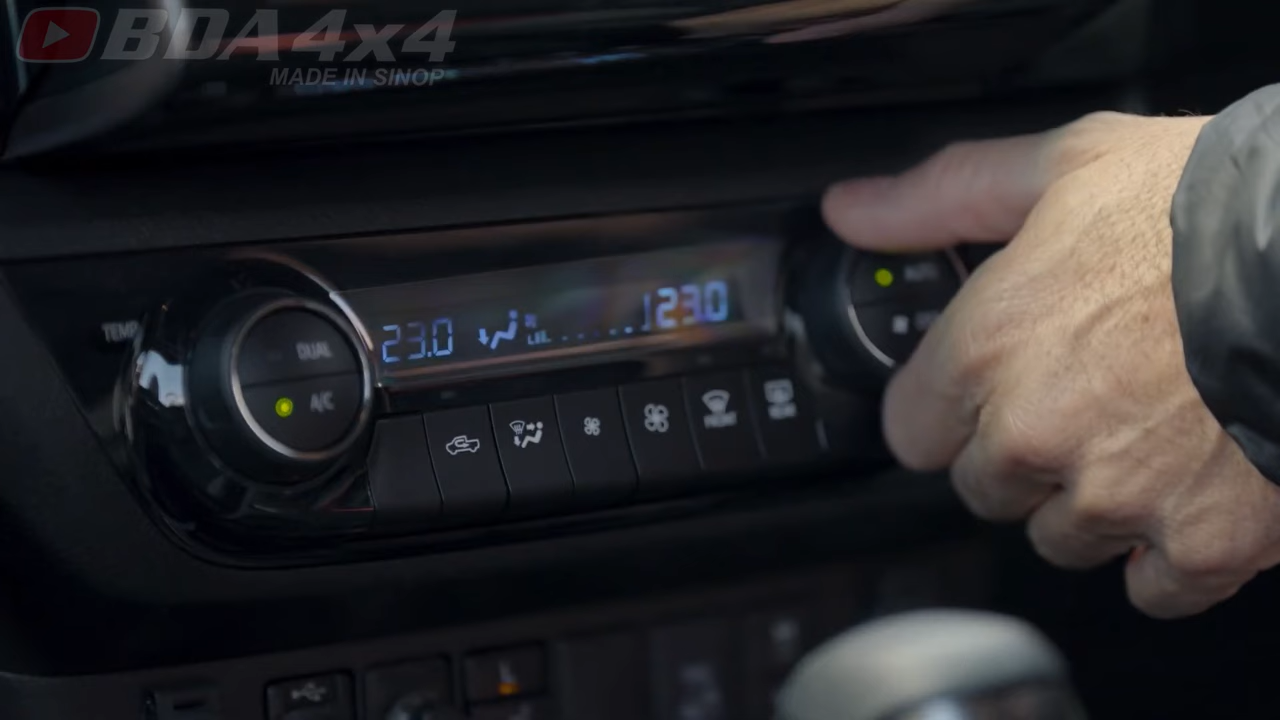 BDA4x4
MADE IN SINOP
TEMP
DUAL
A/C
23.0
23.0
AUTO
FRONT
REAR